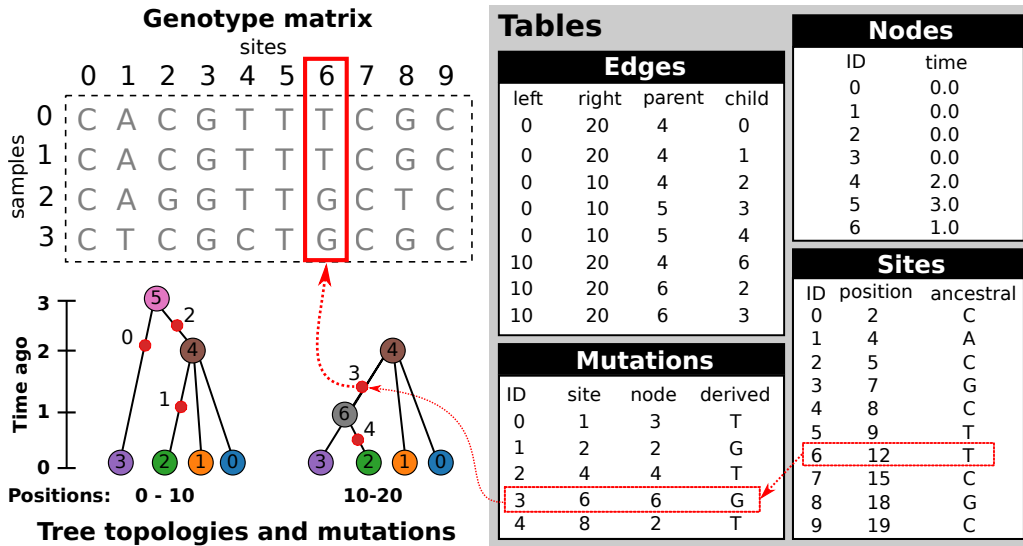 Genotype matrix
sites
0 1 2 3 4 5 6 7 8 9
samples
0 C A C G T T T C G C
1 C A C G T T T C G C
2 C A G G T T G C T C
3 C T C G C T G C G C
Time ago
3
2
1
0
5
2
0
4
1
3 2 1 0
4
3
6
4
3 2 1 0
Positions: 0 - 10 10-20
Tree topologies and mutations
Tables
Edges
left right parent child
0 20 4 0
0 20 4 1
0 10 4 2
0 10 5 3
0 10 5 4
10 20 4 6
10 20 6 2
10 20 6 3
Mutations
ID site node derived
0 1 3 T
1 2 2 G
2 4 4 T
3 6 6 G
4 8 2 T
Nodes
ID time
0 0.0
1 0.0
2 0.0
3 0.0
4 2.0
5 3.0
6 1.0
Sites
ID position ancestral
0 2 C
1 4 A
2 5 C
3 7 G
4 8 C
5 9 T
6 12 T
7 15 C
8 18 G
9 19 C